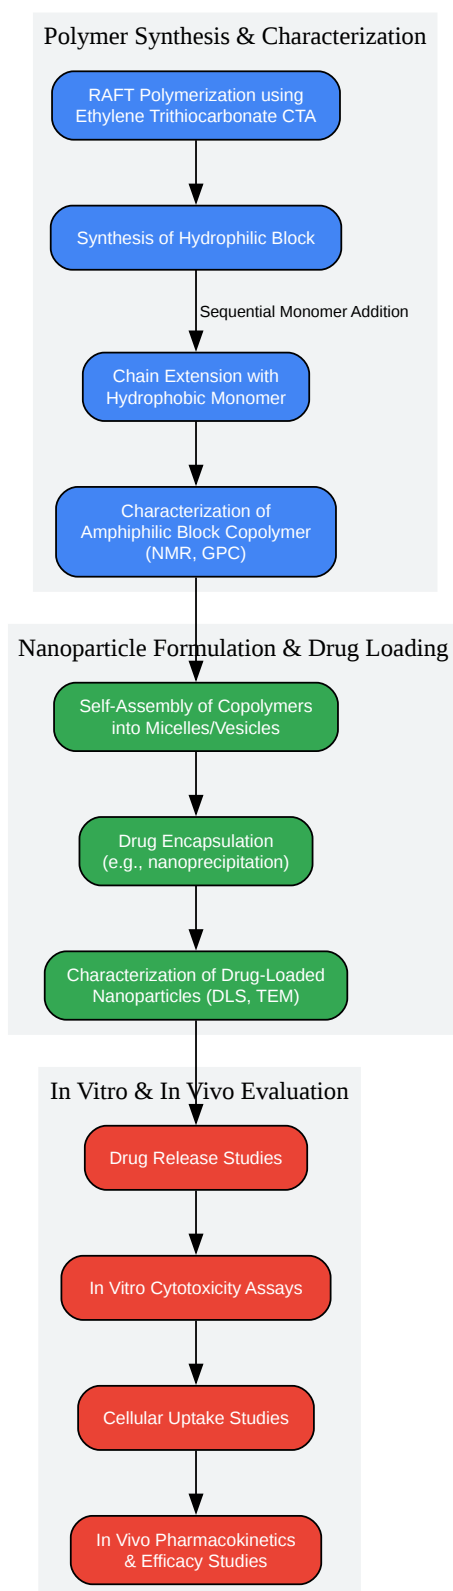 Polymer Synthesis & Characterization
RAFT Polymerization using
Ethylene Trithiocarbonate CTA
Synthesis of Hydrophilic Block
Sequential Monomer Addition
Chain Extension with
Hydrophobic Monomer
Characterization of
Amphiphilic Block Copolymer
(NMR, GPC)
Nanoparticle Formulation & Drug Loading
Self-Assembly of Copolymers
into Micelles/Vesicles
Drug Encapsulation
(e.g., nanoprecipitation)
Characterization of Drug-Loaded
Nanoparticles (DLS, TEM)
In Vitro & In Vivo Evaluation
Drug Release Studies
In Vitro Cytotoxicity Assays
Cellular Uptake Studies
In Vivo Pharmacokinetics
& Efficacy Studies